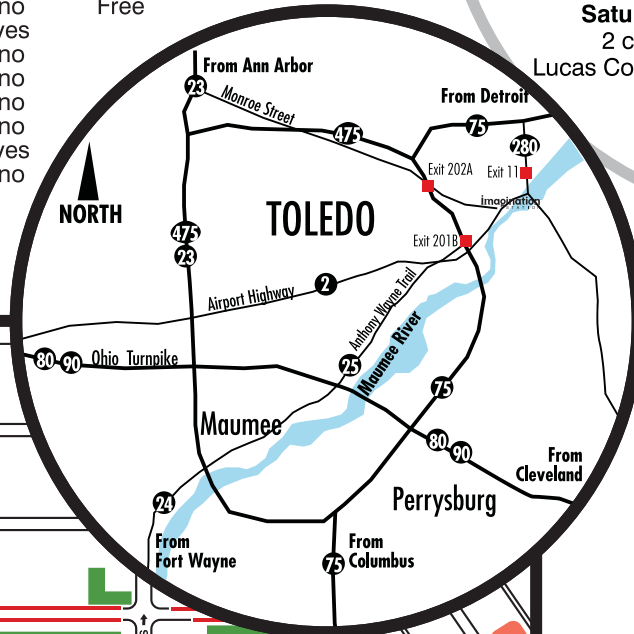 no
yes
no
no
no
no
yes
no
Free
Satu
2 c
Lucas Co
From Ann Arbor
23
Monroe Street
475
From Detroit
75
280
Exit 202A
Exit 11
imagination
NORTH
TOLEDO
475
23
Exit 201B
2
Airport Highway
Anthony Wayne Trail
Maumee River
80
90
Ohio Turnpike
25
75
Maumee
80
90
From
Cleveland
24
Perrysburg
From
Fort Wayne
75
From
Columbus